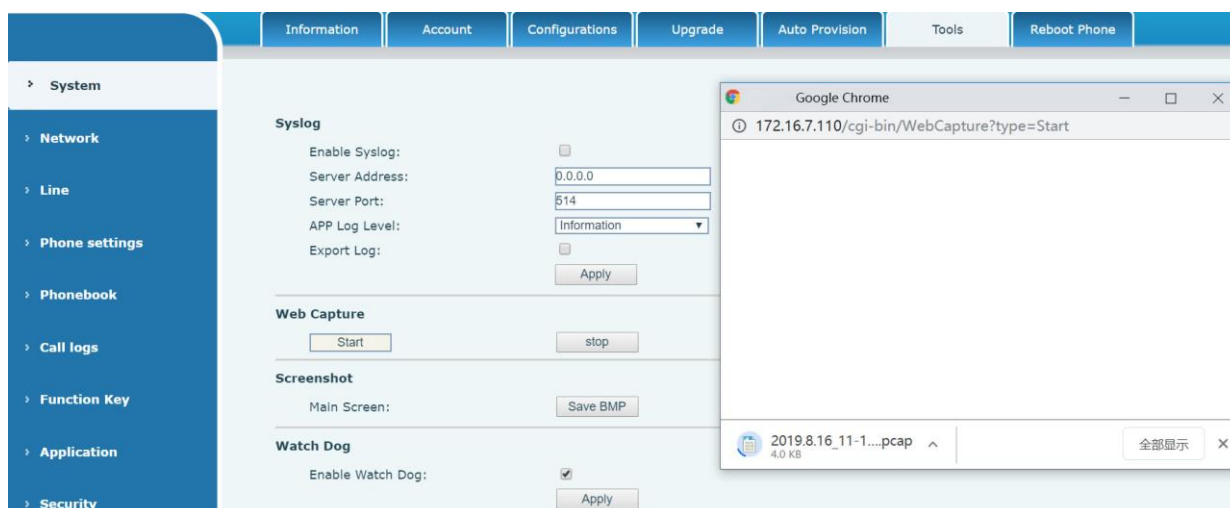 Information Account Configurations Upgrade Auto Provision Tools Reboot Phone
System
Network
Line
Phone settings
Phonebook
Call logs
Function Key
Application
Security
Syslog
Enable Syslog:
Server Address: 0.0.0.0
Server Port: 514
APP Log Level: Information
Export Log:
Apply
Web Capture
Start stop
Screenshot
Main Screen: Save BMP
Watch Dog
Enable Watch Dog:
Apply
Google Chrome
172.16.7.110/cgi-bin/WebCapture?type=Start
2019.8.16_11-1....pcap
4.0 KB
全部显示